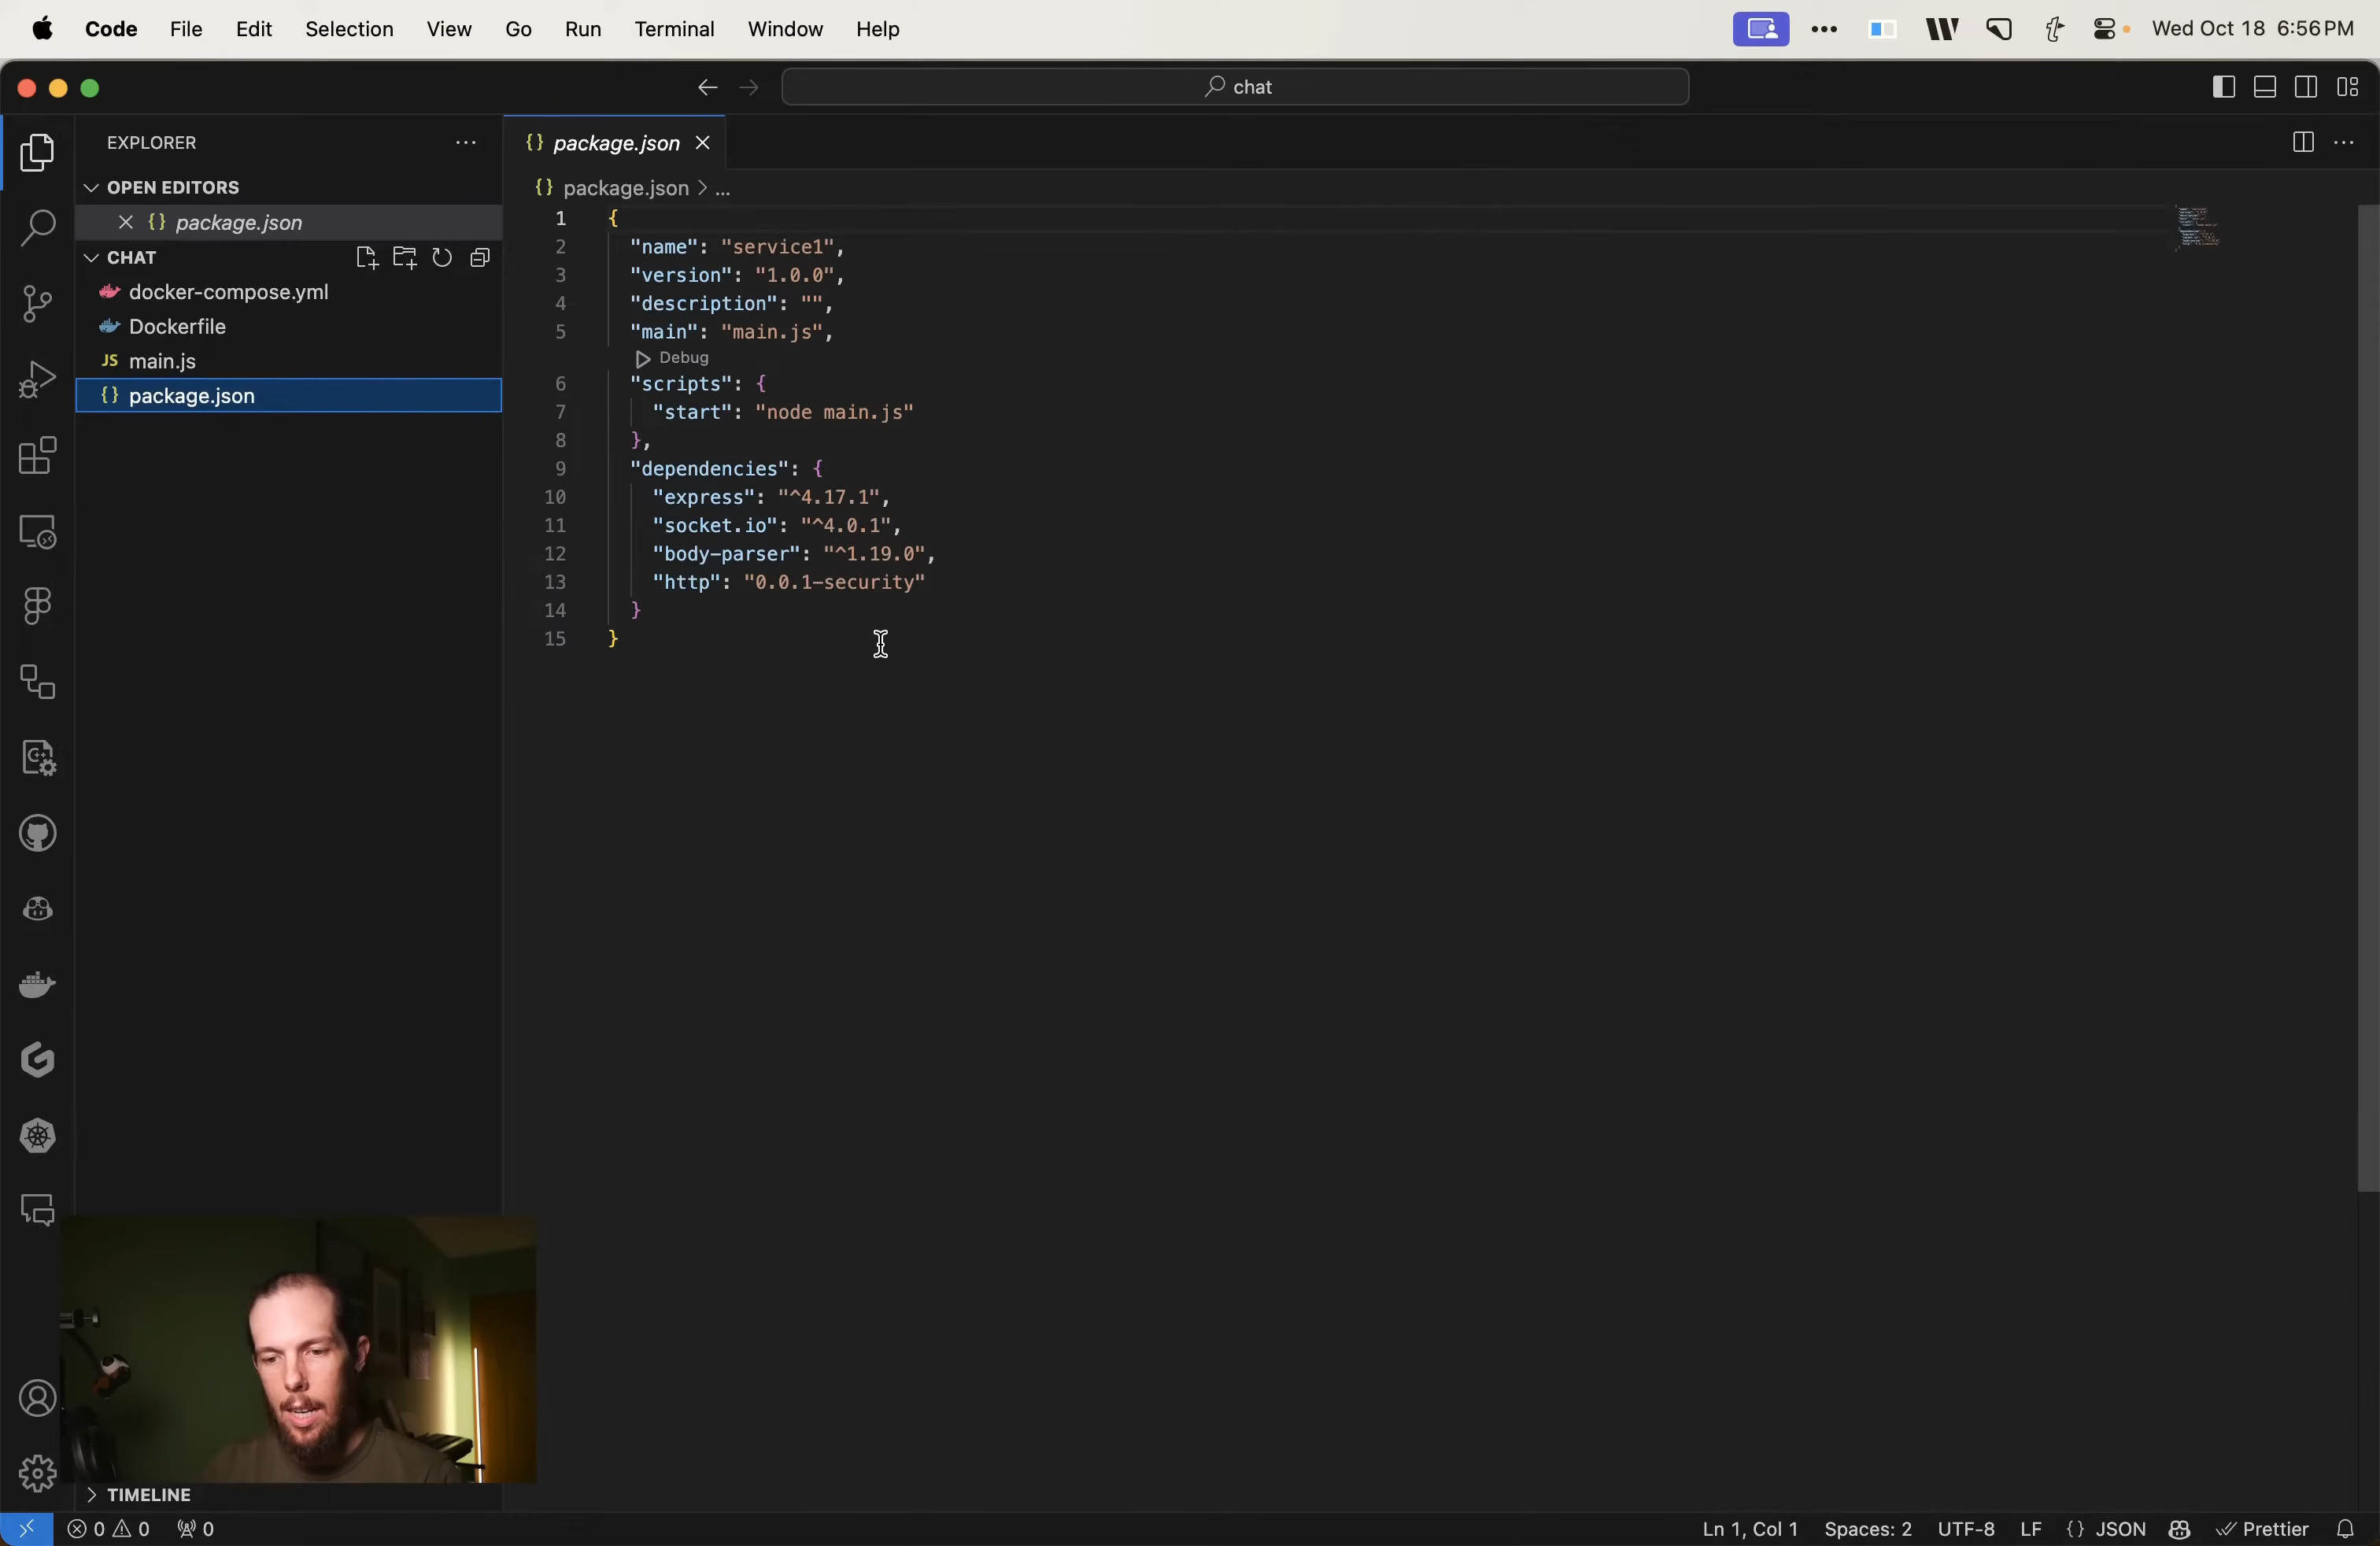 Code File Edit Selection View Go Run Terminal Window Help Wed Oct 18 6:56 PM
chat
EXPLORER
OPEN EDITORS
package.json
CHAT
docker-compose.yml
Dockerfile
JS main.js
{} package.json
TIMELINE
{} package.json
{} package.json > ...
1 {
2 "name": "service1",
3 "version": "1.0.0",
4 "description": "",
5 "main": "main.js",
Debug
6 "scripts": {
7 "start": "node main.js"
8 },
9 "dependencies": {
10 "express": "^4.17.1",
11 "socket.io": "^4.0.1",
12 "body-parser": "^1.19.0",
13 "http": "0.0.1-security"
14 }
15 }
0 0 0 Ln 1, Col 1 Spaces: 2 UTF-8 LF {} JSON Prettier